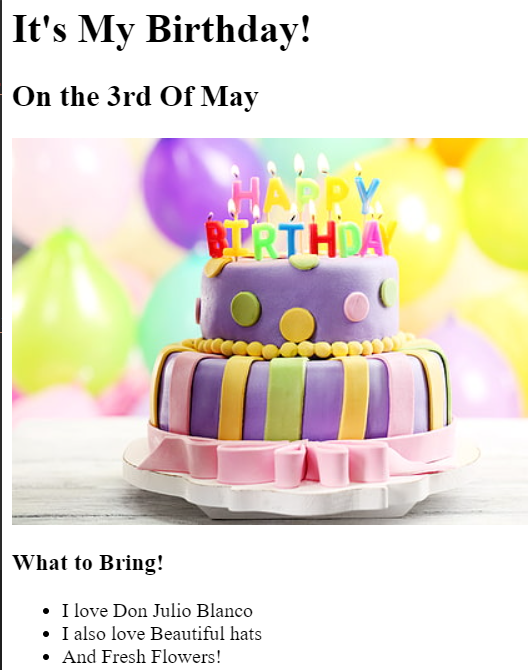 It's My Birthday!
On the 3rd Of May
HAPPY
BIRTHDAY
What to Bring!
I love Don Julio Blanco
I also love Beautiful hats
And Fresh Flowers!